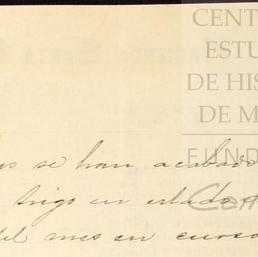 CENT
ESTU
DE HIS
DE M
FUND
se han acabado
trigo en estado
del mes en curso